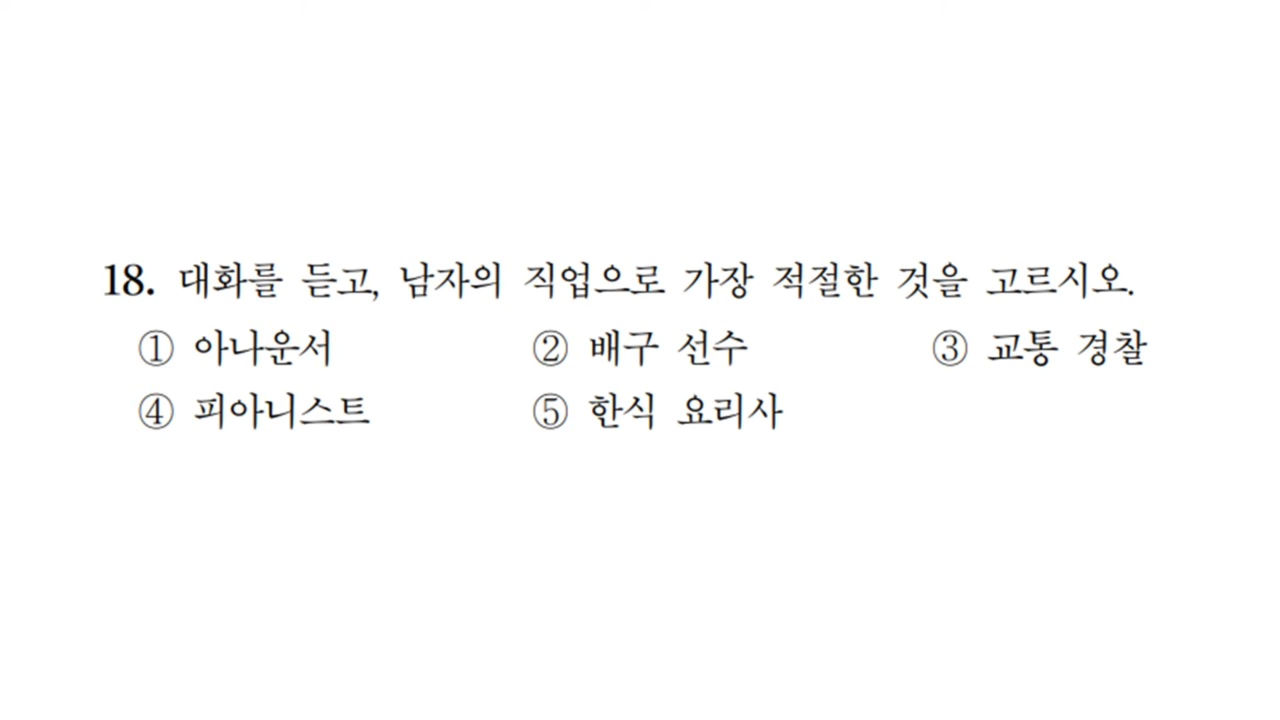 18. 대화를 듣고, 남자의 직업으로 가장 적절한 것을 고르시오.
① 아나운서 ② 배구 선수 ③ 교통 경찰
④ 피아니스트 ⑤ 한식 요리사